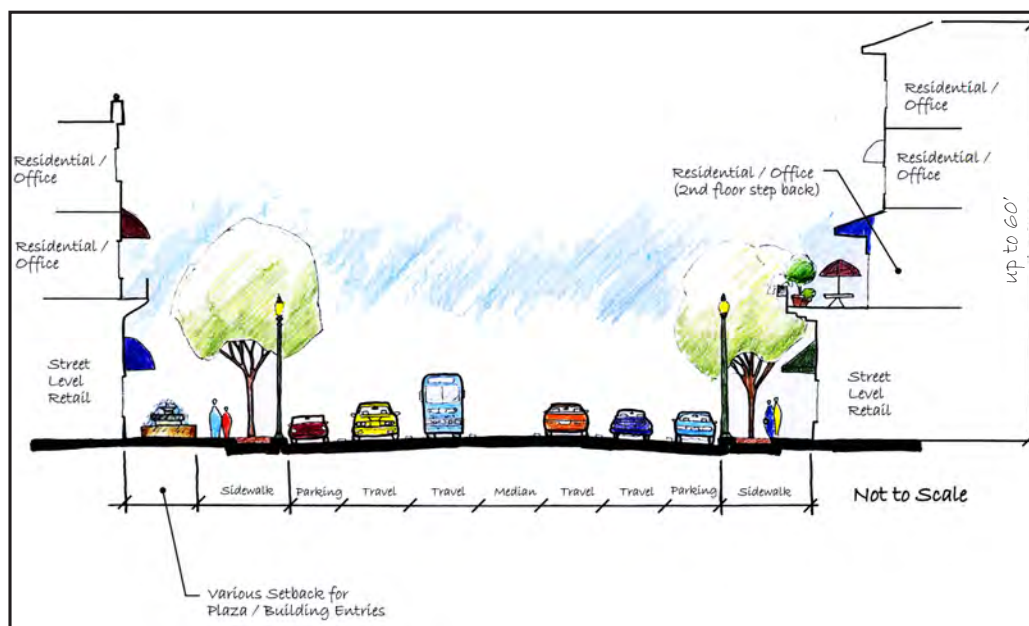 Residential /
Office
Residential /
Office
Residential /
Office
(2nd floor step back)
Residential /
Office
Residential /
Office
up to 60'
Street
Level
Retail
Street
Level
Retail
Sidewalk
Parking
Travel
Travel
Median
Travel
Travel
Parking
Sidewalk
Not to Scale
Various Setback for
Plaza / Building Entries